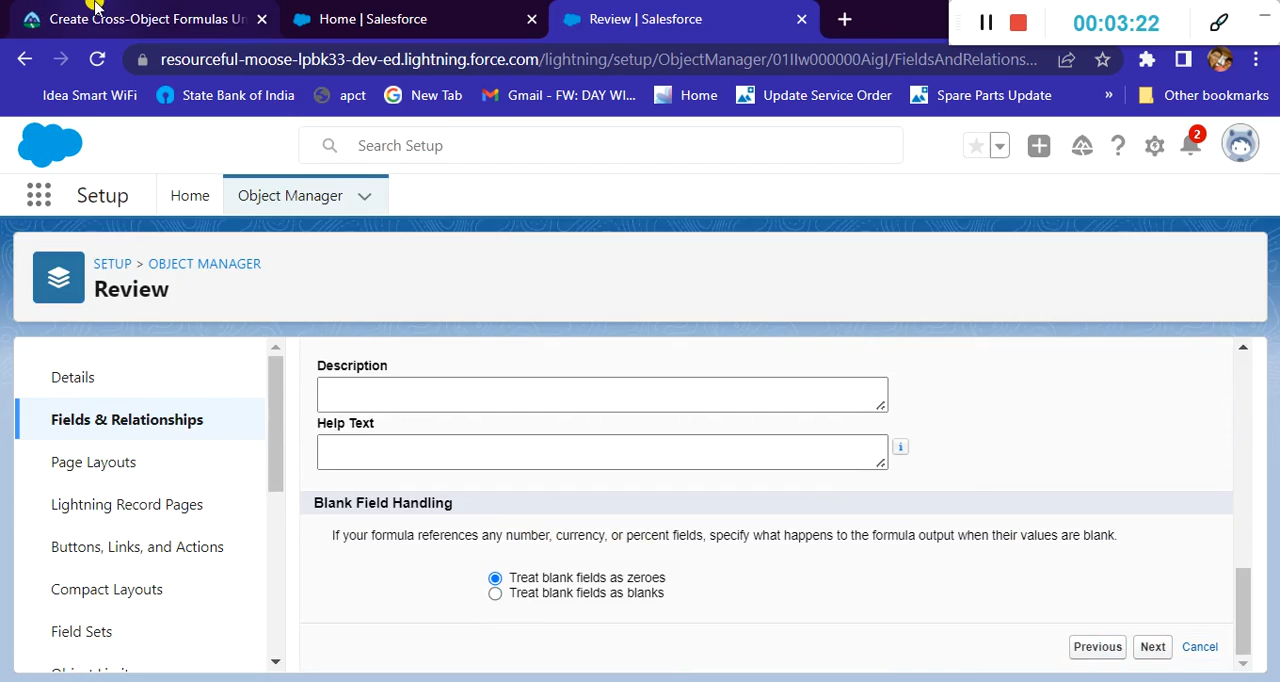 Create Cross-Object Formulas Un
Home | Salesforce
Review | Salesforce
00:03:22
resourceful-moose-lpbk33-dev-ed.lightning.force.com/lightning/setup/ObjectManager/01IIw000000AigI/FieldsAndRelations...
Idea Smart WiFi
State Bank of India
apct
New Tab
Gmail - FW: DAY WI...
Home
Update Service Order
Spare Parts Update
»
Other bookmarks
Search Setup
2
Setup
Home
Object Manager
SETUP > OBJECT MANAGER
Review
Details
Fields & Relationships
Page Layouts
Lightning Record Pages
Buttons, Links, and Actions
Compact Layouts
Field Sets
Description
Help Text
i
Blank Field Handling
If your formula references any number, currency, or percent fields, specify what happens to the formula output when their values are blank.
Treat blank fields as zeroes
Treat blank fields as blanks
Previous
Next
Cancel